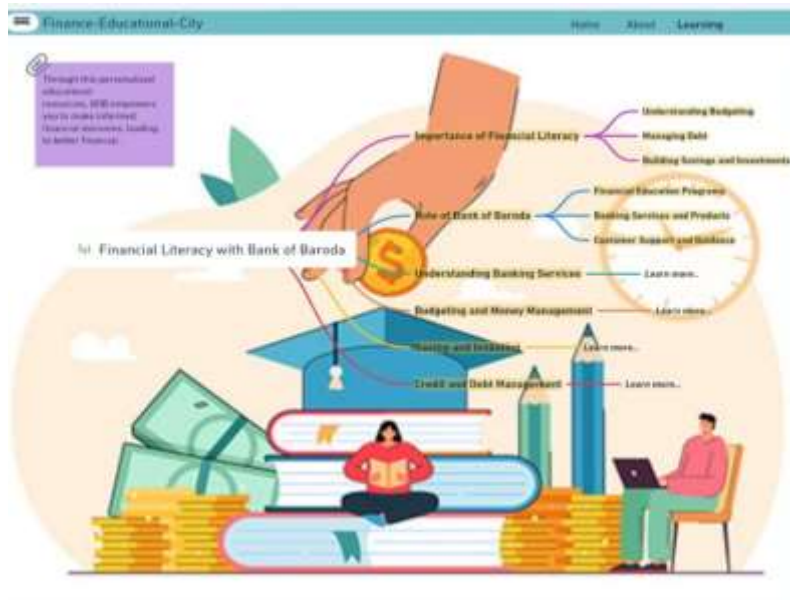 Finance-Educational-City
Home About Learning
Through this personalized
educational
resources, BOB empowers
you to make informed
financial decisions, leading
to better financial
Importance of Financial Literacy
Understanding Budgeting
Managing Debt
Building Savings and Investments
Role of Bank of Baroda
Financial Education Programs
Banking Services and Products
Customer Support and Guidance
Financial Literacy with Bank of Baroda
Understanding Banking Services
Learn more..
Budgeting and Money Management
Learn more..
Saving and
Learn more..
Credit and Debt Management
Learn more..